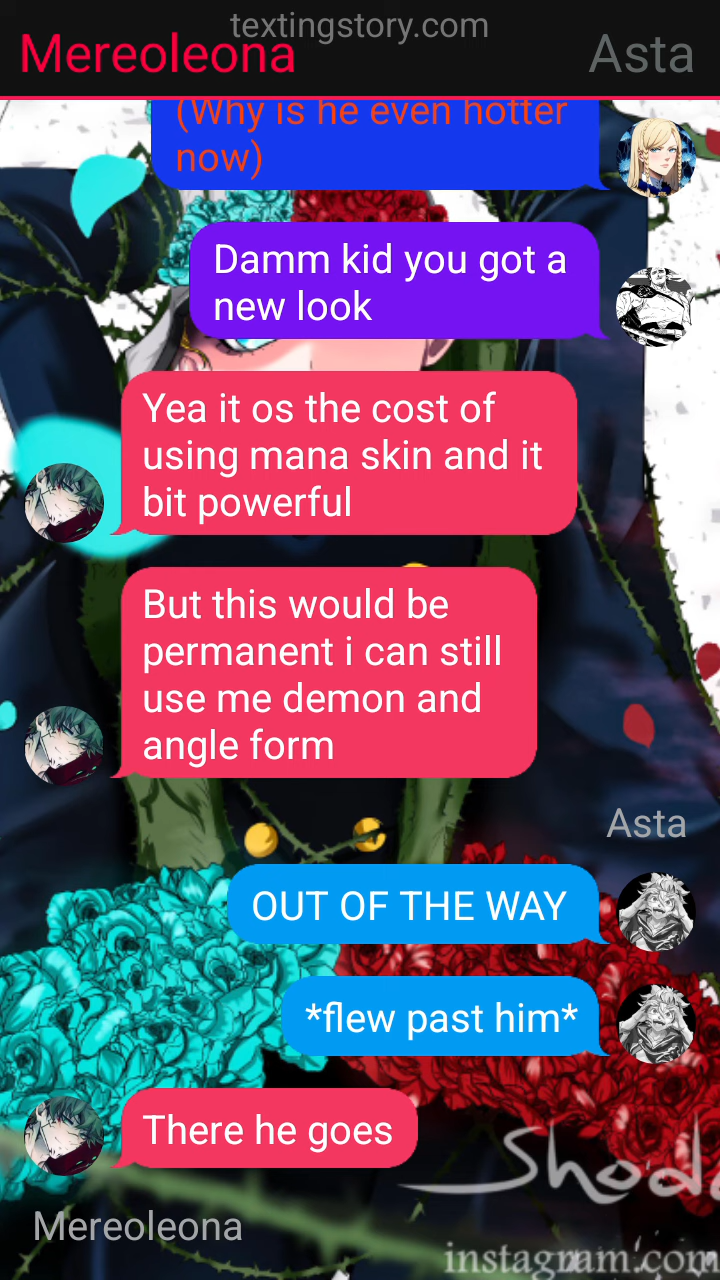 textingstory.com
Mereoleona
Asta
(Why is he even hotter
now)
Damm kid you got a
new look
Yea it os the cost of
using mana skin and it
bit powerful
But this would be
permanent i can still
use me demon and
angle form
Asta
OUT OF THE WAY
*flew past him*
There he goes
Shod
Mereoleona
instagram.com